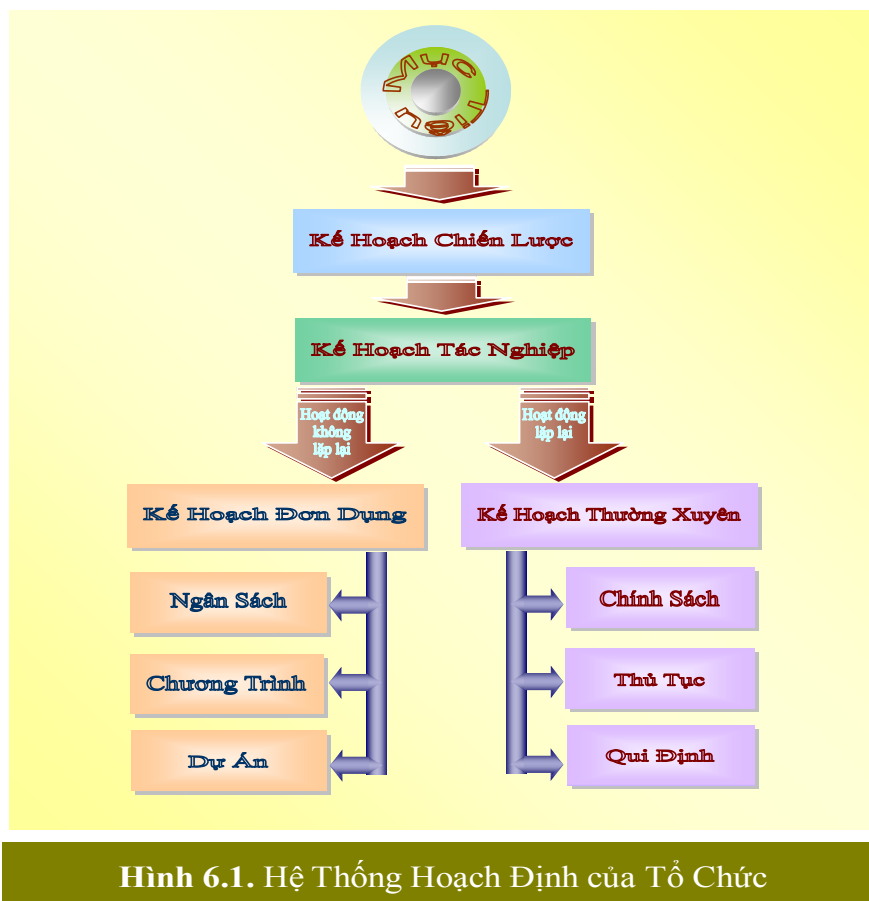 Mục Tiêu
Kế Hoạch Chiến Lược
Kế Hoạch Tác Nghiệp
Hoạt động
không
lặp lại
Hoạt động
lặp lại
Kế Hoạch Đơn Dụng
Kế Hoạch Thường Xuyên
Ngân Sách
Chính Sách
Chương Trình
Thủ Tục
Dự Án
Qui Định
Hình 6.1. Hệ Thống Hoạch Định của Tổ Chức